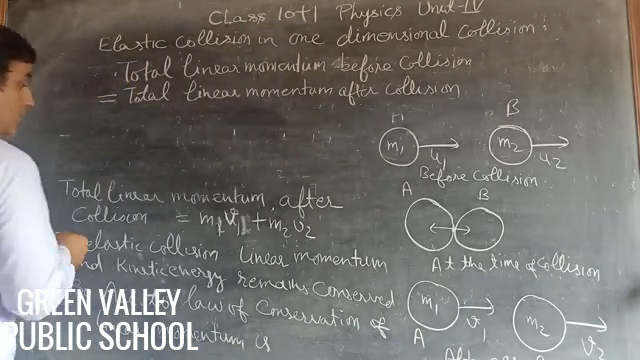 Class 10+1 Physics Unit-IV
Elastic collision in one dimensional collision:
Total linear momentum before collision
= Total linear momentum after collision
A
B
m₁
u₁
m₂
u₂
Before collision.
A
B
At the time of collision
Total linear momentum after
collision = m₁v₁ + m₂v₂
elastic collision linear momentum
and Kinetic energy remains conserved
law of conservation of
momentum is
m₁
v₁
A
m₂
v₂
GREEN VALLEY
PUBLIC SCHOOL